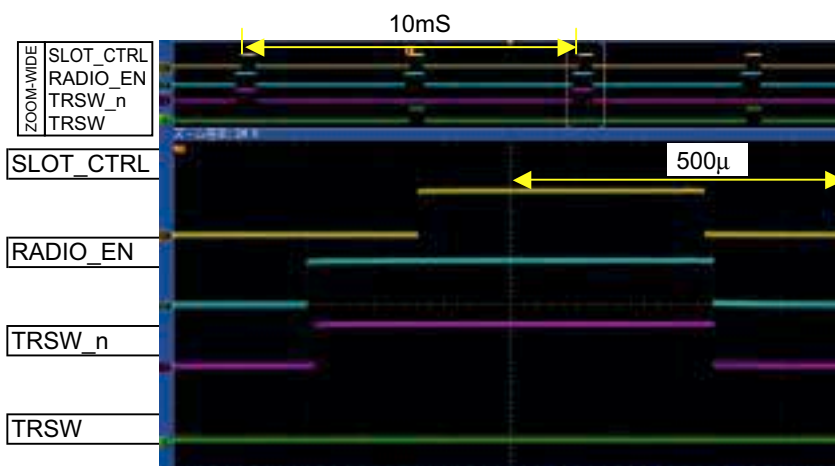 10mS
ZOOM-WIDE
SLOT_CTRL
RADIO_EN
TRSW_n
TRSW
SLOT_CTRL
500µ
RADIO_EN
TRSW_n
TRSW